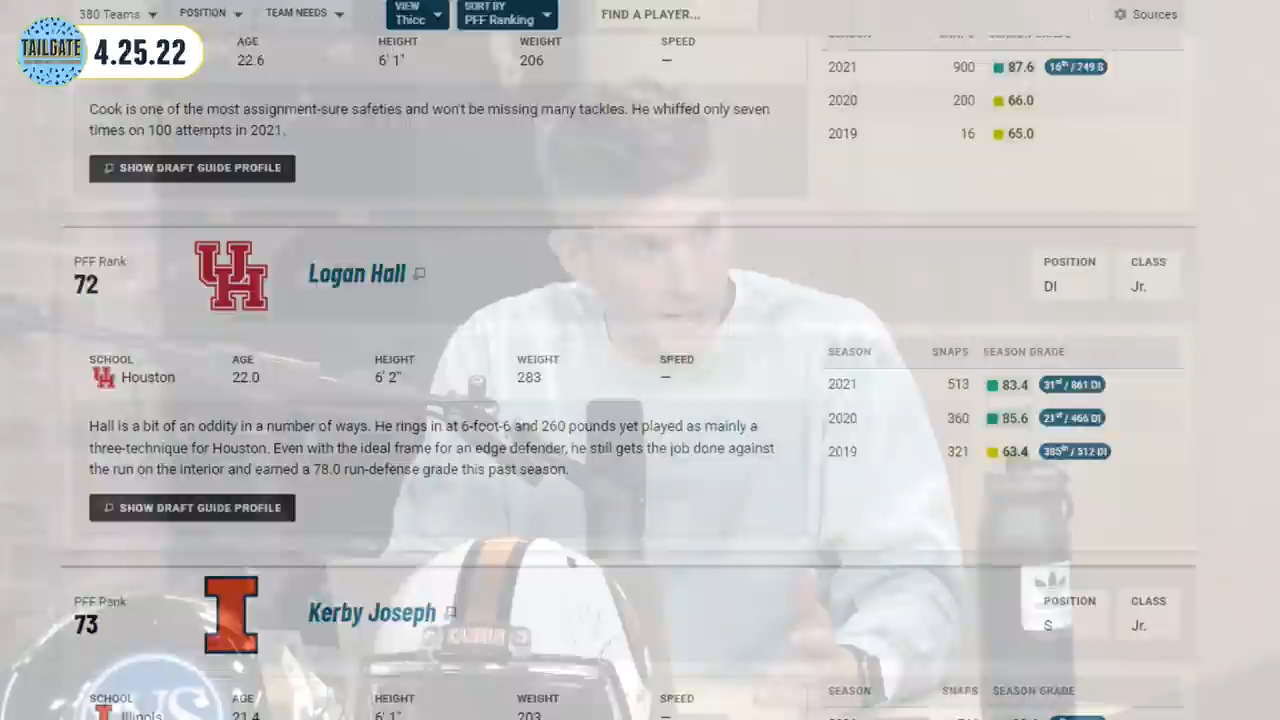 380 Teams
POSITION
TEAM NEEDS
VIEW
Thicc
SORT BY
PFF Ranking
FIND A PLAYER...
Sources
TAILGATE
4.25.22
AGE
HEIGHT
WEIGHT
SPEED
22.6
6' 1"
206
—
2021 900 87.6 16th / 749 S
2020 200 66.0
2019 16 65.0
Cook is one of the most assignment-sure safeties and won't be missing many tackles. He whiffed only seven
times on 100 attempts in 2021.
SHOW DRAFT GUIDE PROFILE
PFF Rank
72
Logan Hall
POSITION
DI
CLASS
Jr.
SCHOOL
Houston
AGE
22.0
HEIGHT
6' 2"
WEIGHT
283
SPEED
—
SEASON SNAPS SEASON GRADE
2021 513 83.4 31st / 861 DI
2020 360 85.6 21st / 466 DI
2019 321 63.4 385th / 512 DI
Hall is a bit of an oddity in a number of ways. He rings in at 6-foot-6 and 260 pounds yet played as mainly a
three-technique for Houston. Even with the ideal frame for an edge defender, he still gets the job done against
the run on the interior and earned a 78.0 run-defense grade this past season.
SHOW DRAFT GUIDE PROFILE
PFF Rank
73
Kerby Joseph
POSITION
S
CLASS
Jr.
SCHOOL
Illinois
AGE
21.4
HEIGHT
6' 1"
WEIGHT
203
SPEED
—
SEASON SNAPS SEASON GRADE